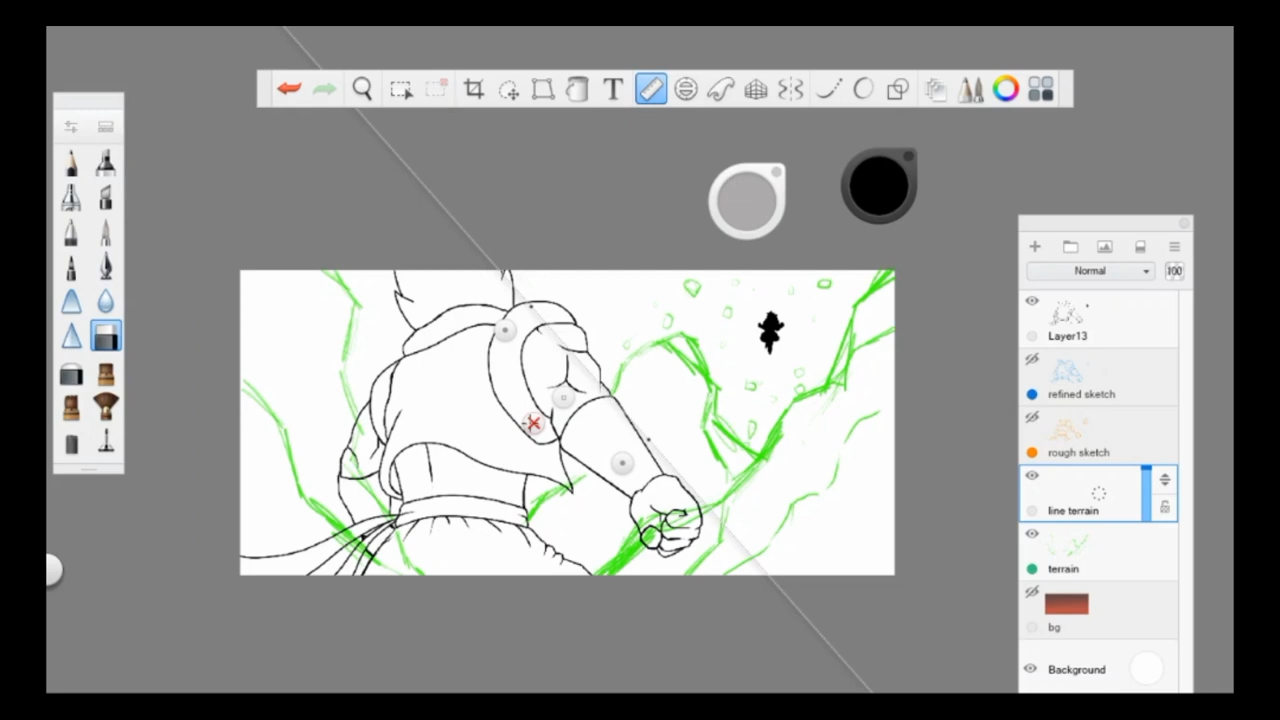 T
Normal
100
Layer13
refined sketch
rough sketch
line terrain
terrain
bg
Background